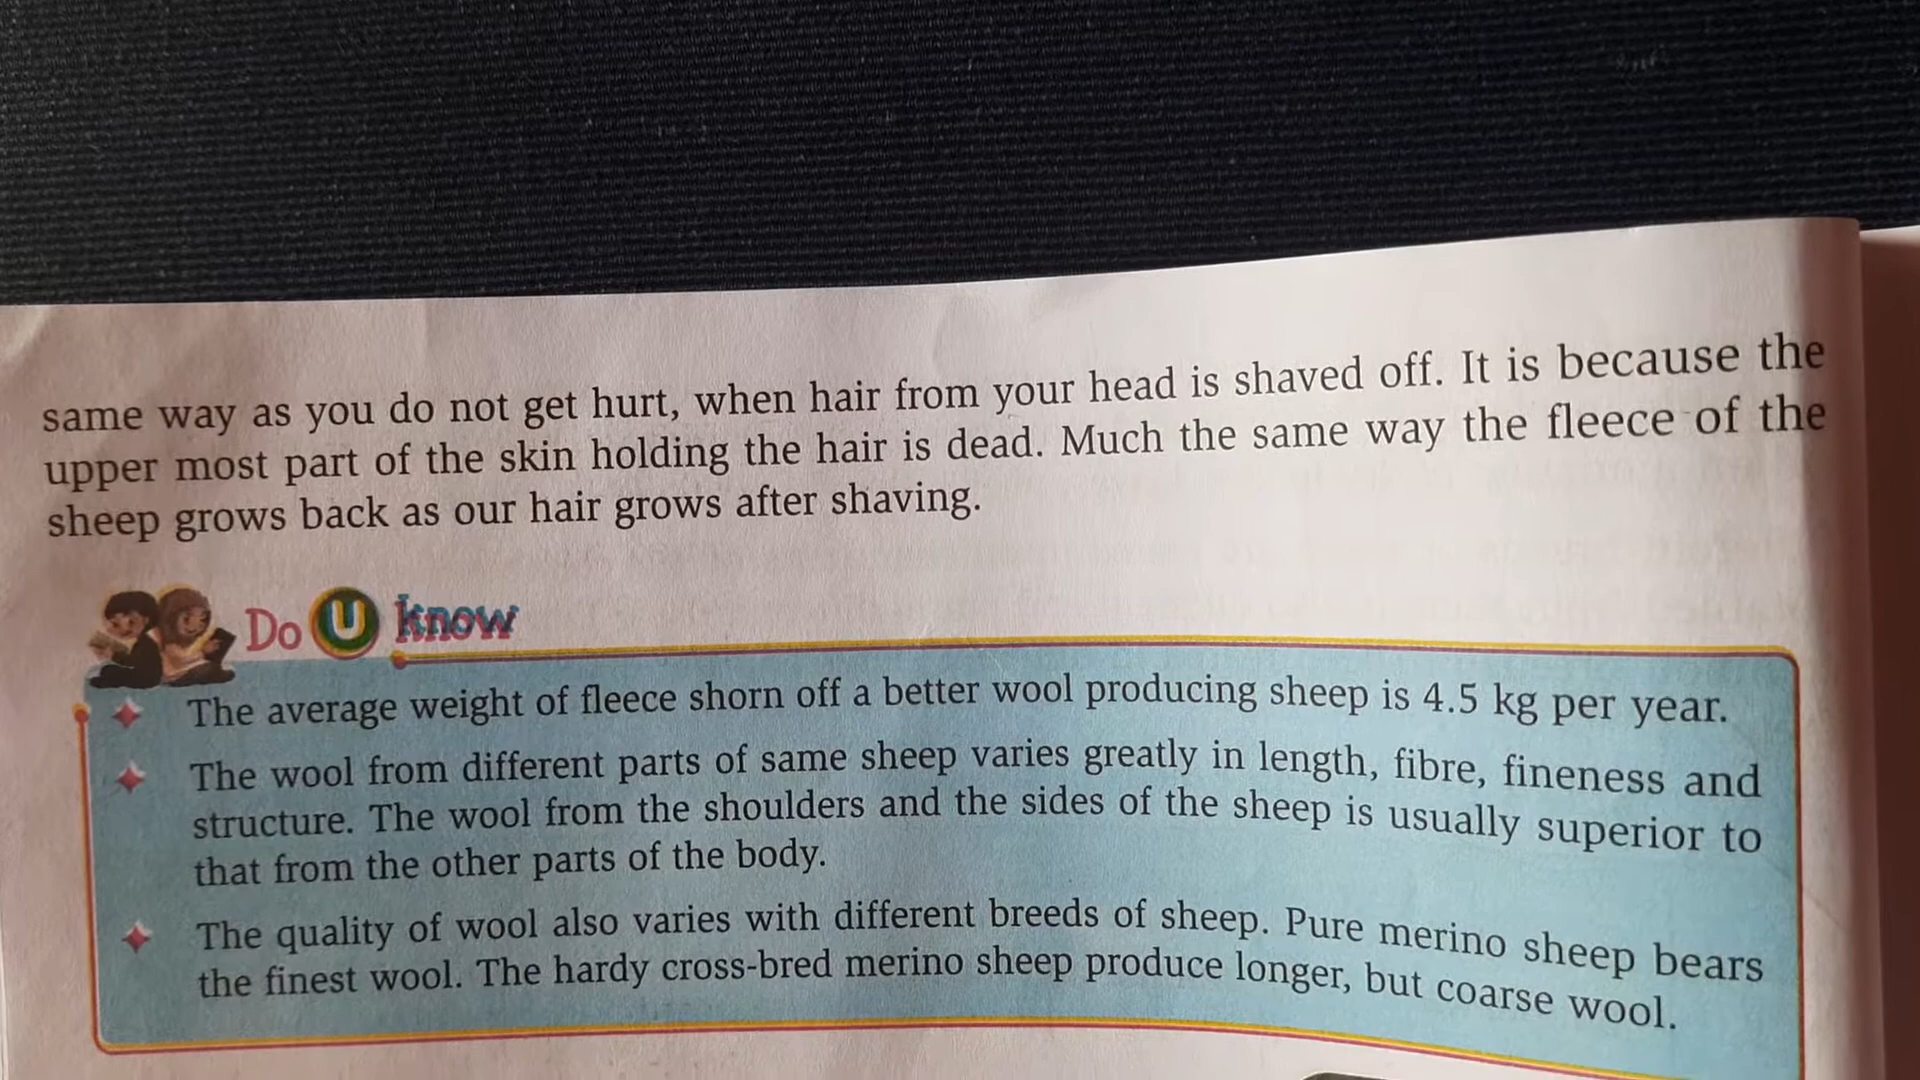 same way as you do not get hurt, when hair from your head is shaved off. It is because the
upper most part of the skin holding the hair is dead. Much the same way the fleece of the
sheep grows back as our hair grows after shaving.
Do U know
The average weight of fleece shorn off a better wool producing sheep is 4.5 kg per year.
The wool from different parts of same sheep varies greatly in length, fibre, fineness and
structure. The wool from the shoulders and the sides of the sheep is usually superior to
that from the other parts of the body.
The quality of wool also varies with different breeds of sheep. Pure merino sheep bears
the finest wool. The hardy cross-bred merino sheep produce longer, but coarse wool.